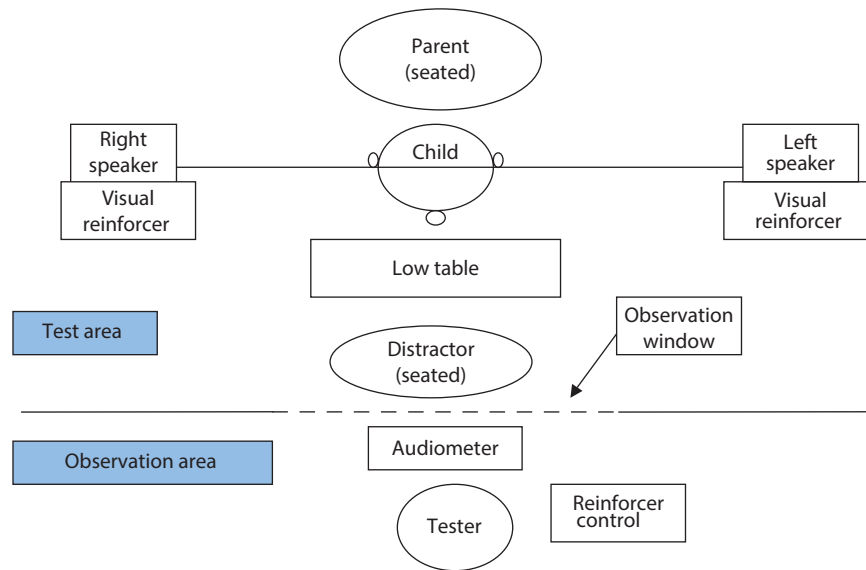 Parent
(seated)
Right
speaker
Child
Left
speaker
Visual
reinforcer
Visual
reinforcer
Low table
Test area
Observation
window
Distractor
(seated)
Observation area
Audiometer
Tester
Reinforcer
control